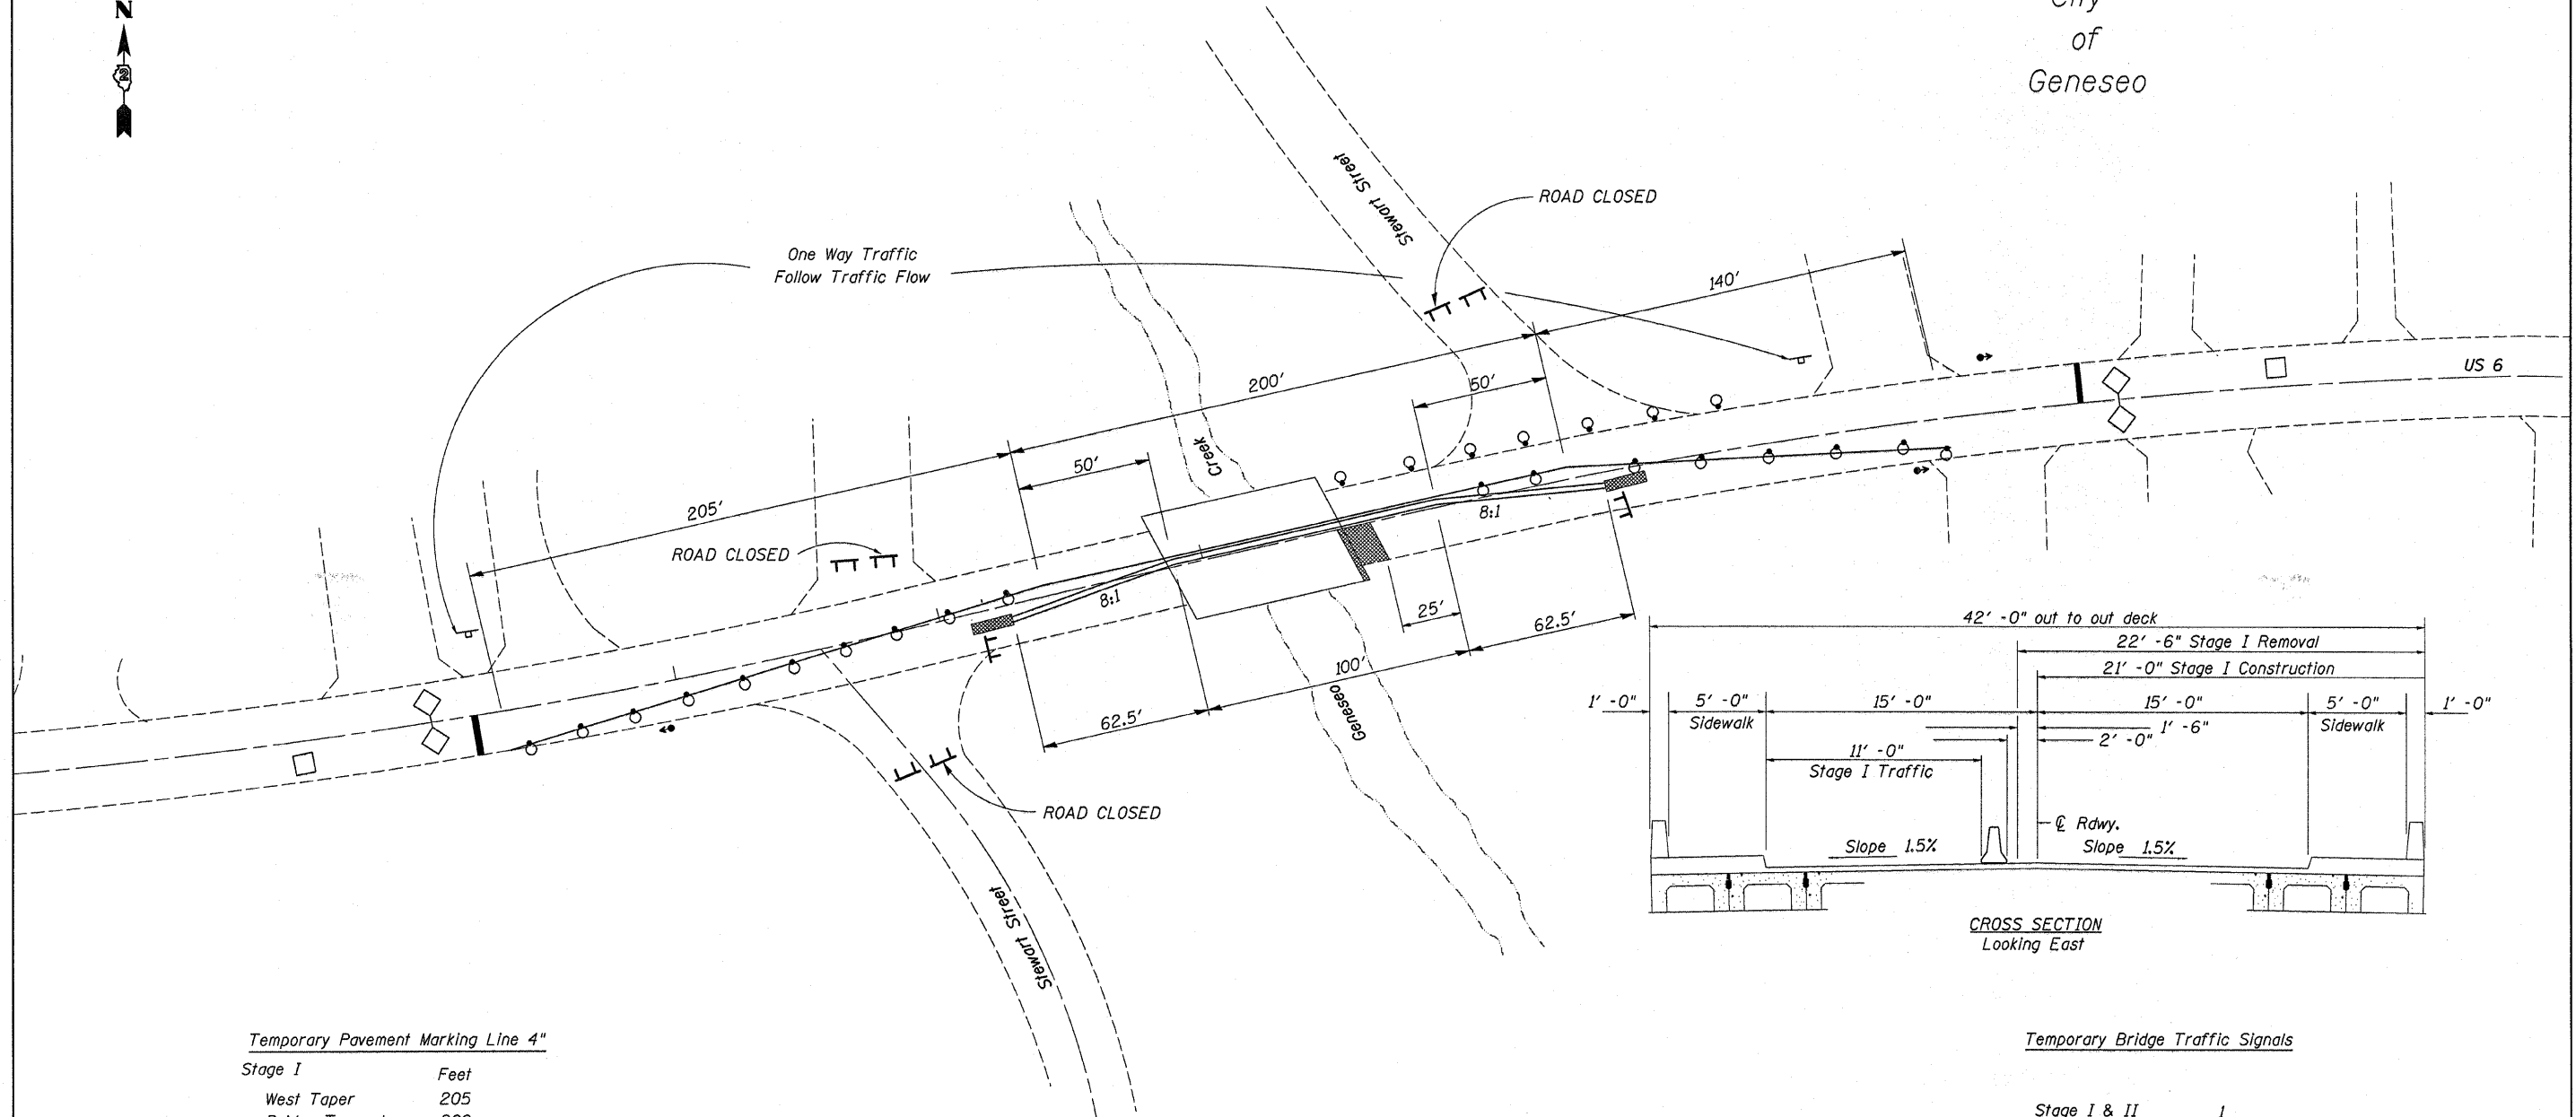 N
City
of
Geneseo
Stewart Street
ROAD CLOSED
One Way Traffic
Follow Traffic Flow
140'
US 6
200'
50'
Creek
50'
205'
8:1
ROAD CLOSED
8:1
25'
62.5'
100'
62.5'
Geneseo
ROAD CLOSED
Stewart Street
42' -0" out to out deck
22' -6" Stage I Removal
21' -0" Stage I Construction
1' -0" 5' -0" 15' -0" 15' -0" 5' -0" 1' -0"
Sidewalk 1' -6" Sidewalk
2' -0"
11' -0"
Stage I Traffic
℄ Rdwy.
Slope 1.5% Slope 1.5%
CROSS SECTION
Looking East
Temporary Pavement Marking Line 4"
Stage I Feet
West Taper 205
Temporary Bridge Traffic Signals
Stage I & II 1